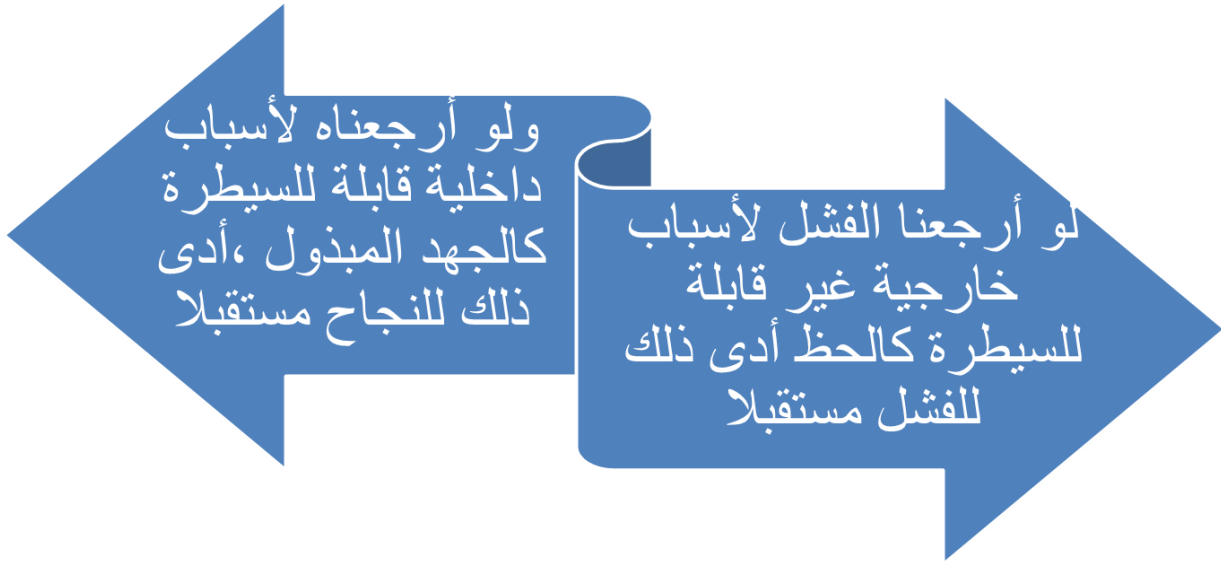 لو أرجعنا الفشل لأسباب
خارجية غير قابلة
للسيطرة كالحظ أدى ذلك
للفشل مستقبلا
ولو أرجعناه لأسباب
داخلية قابلة للسيطرة
كالجهد المبذول ،أدى
ذلك للنجاح مستقبلا